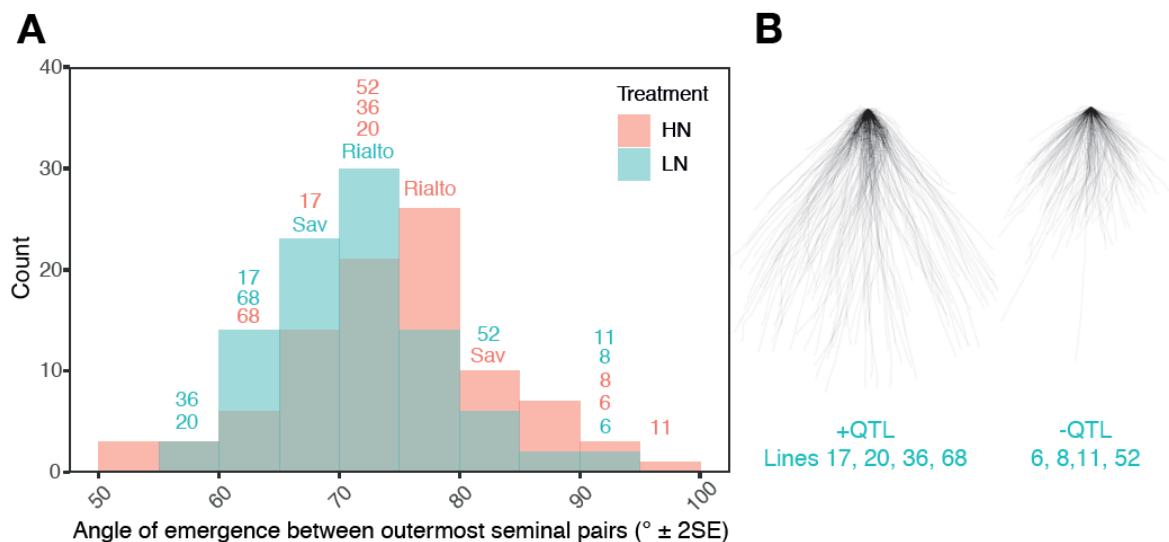 A
B
40
30
20
10
0
Count
52
36
20
Rialto
17
Sav
Rialto
17
68
68
36
20
52
Sav
11
8
8
6
6
11
Treatment
HN
LN
50
60
70
80
90
100
Angle of emergence between outermost seminal pairs (° ± 2SE)
+QTL
Lines 17, 20, 36, 68
-QTL
6, 8,11, 52